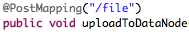 @PostMapping("/file")
public void uploadToDataNode